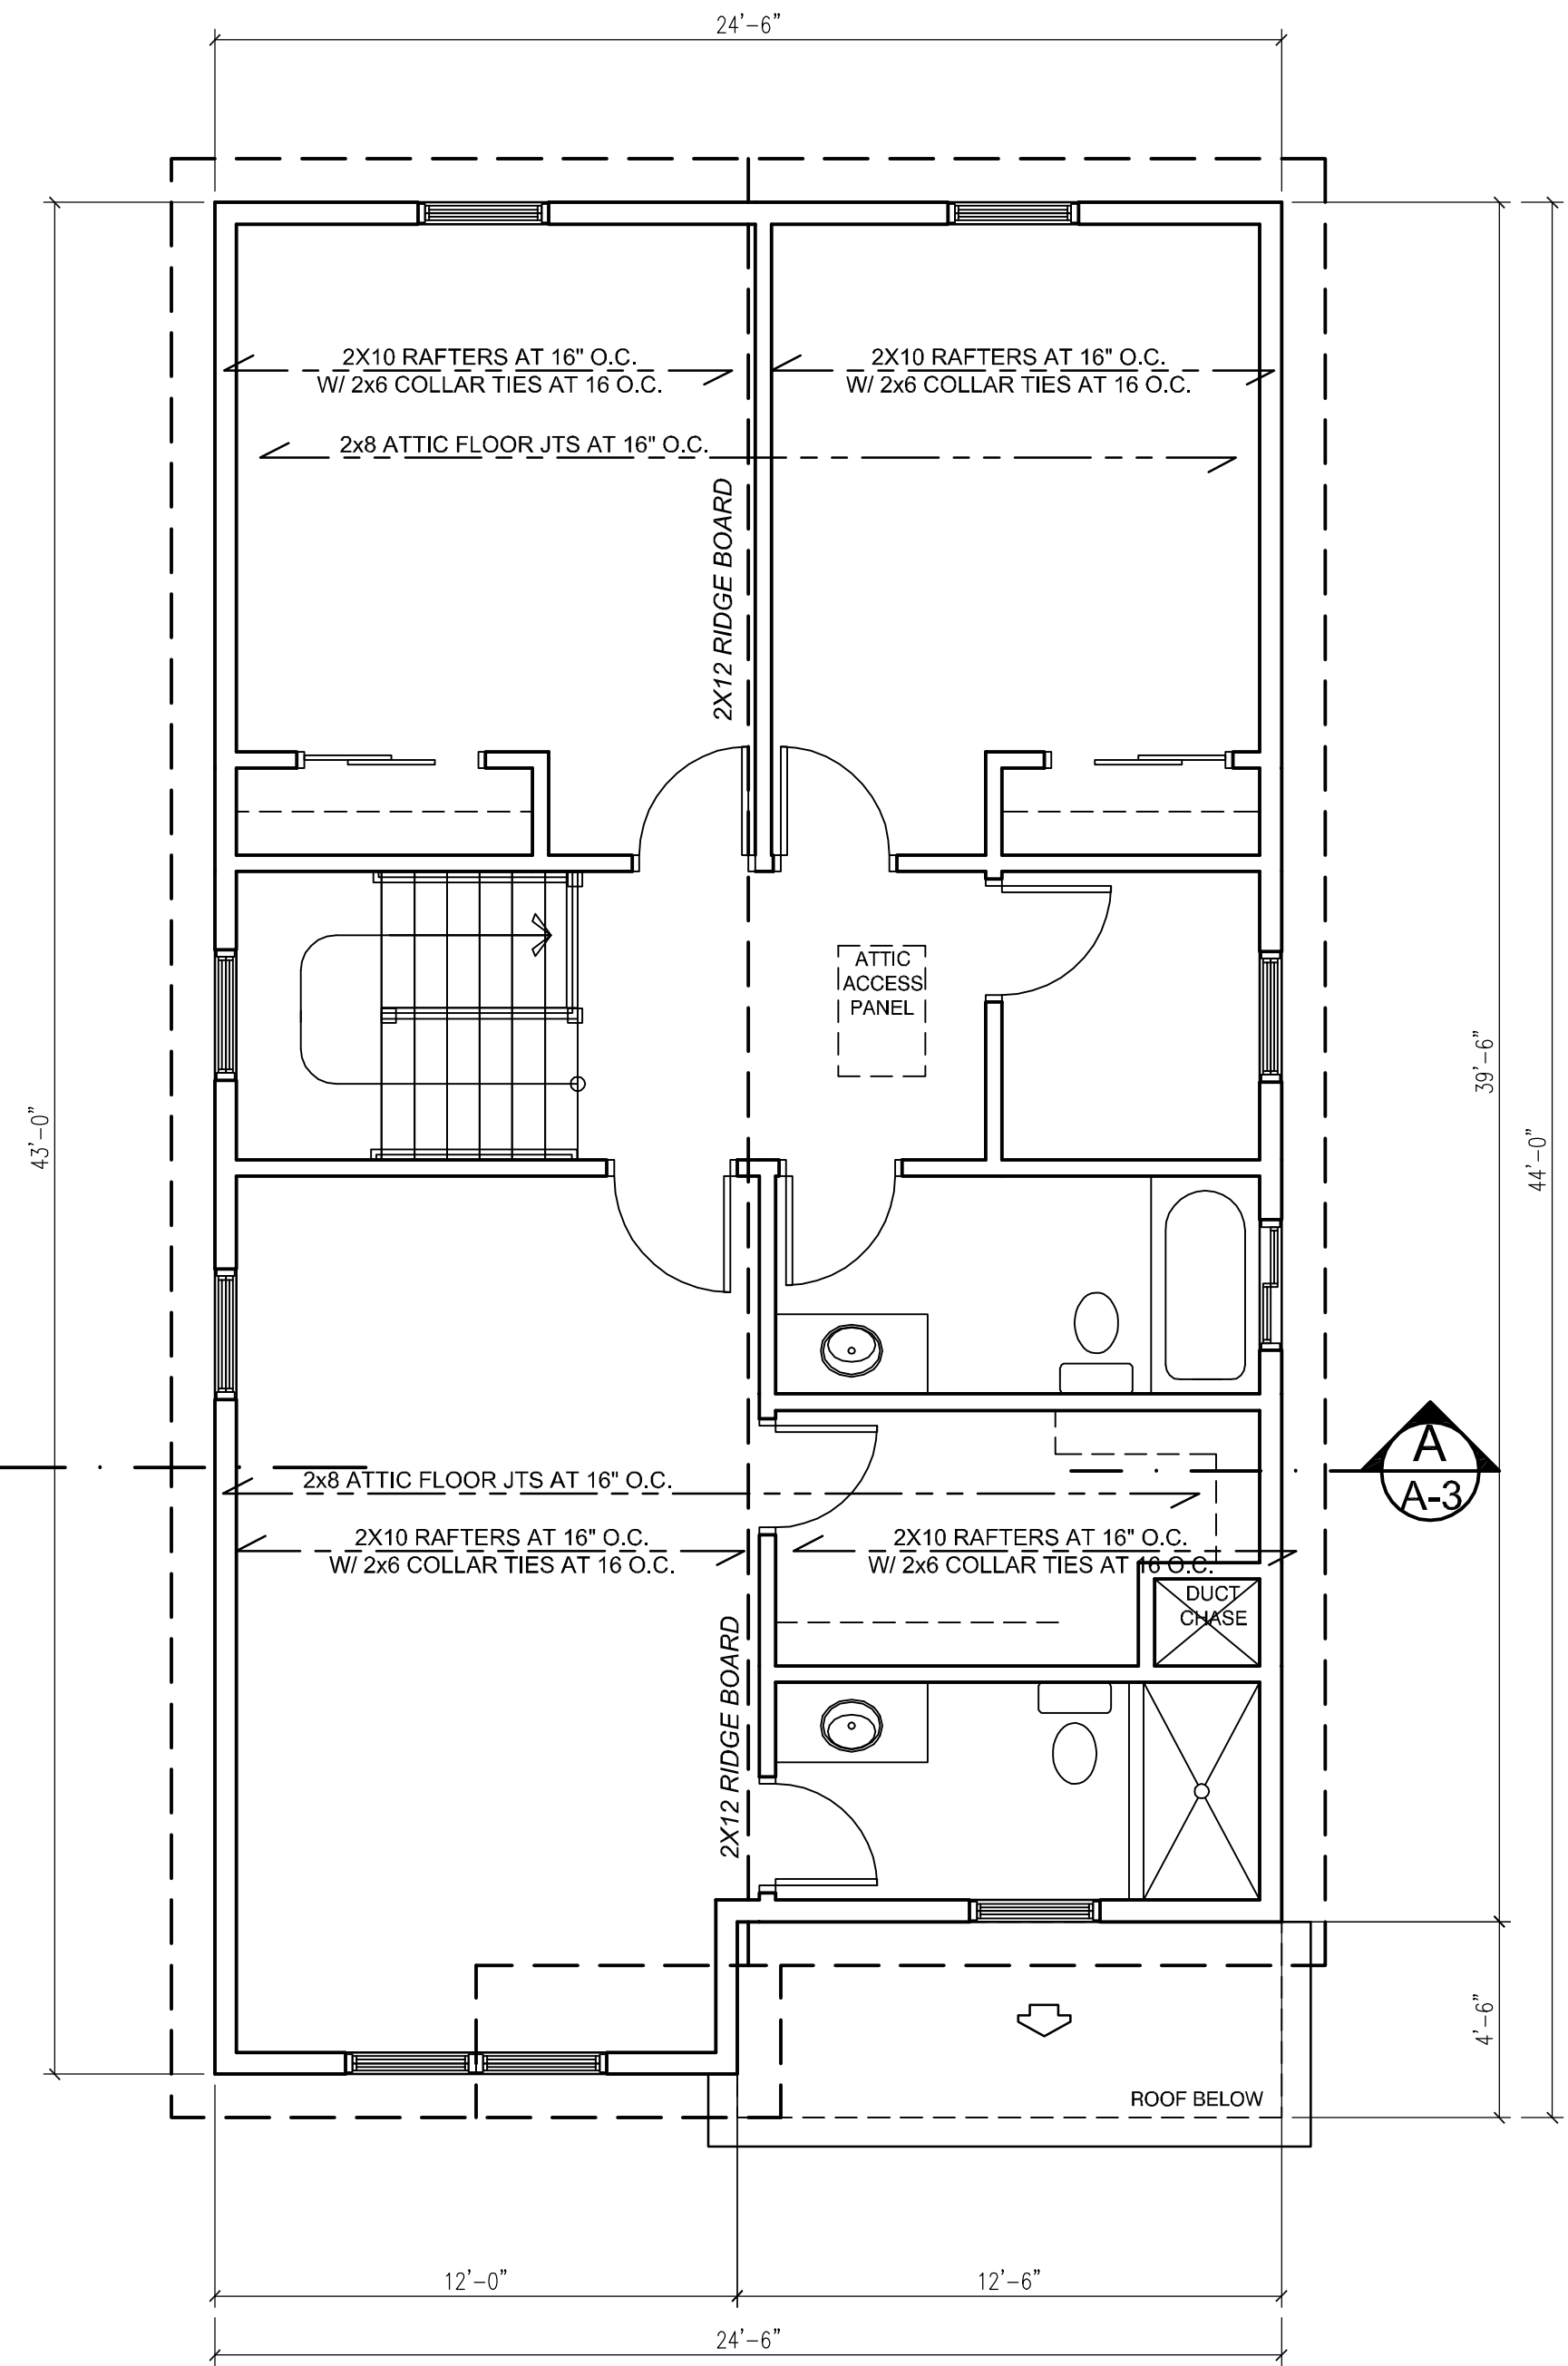 24'-6"
2X10 RAFTERS AT 16" O.C.
W/ 2x6 COLLAR TIES AT 16 O.C.
2X10 RAFTERS AT 16" O.C.
W/ 2x6 COLLAR TIES AT 16 O.C.
2x8 ATTIC FLOOR JTS AT 16" O.C.
2X12 RIDGE BOARD
ATTIC
ACCESS
PANEL
43'-0"
39'-6"
44'-0"
A
A-3
2x8 ATTIC FLOOR JTS AT 16" O.C.
2X10 RAFTERS AT 16" O.C.
W/ 2x6 COLLAR TIES AT 16 O.C.
2X10 RAFTERS AT 16" O.C.
W/ 2x6 COLLAR TIES AT 16 O.C.
DUCT
CHASE
2X12 RIDGE BOARD
4'-6"
ROOF BELOW
12'-0"
12'-6"
24'-6"